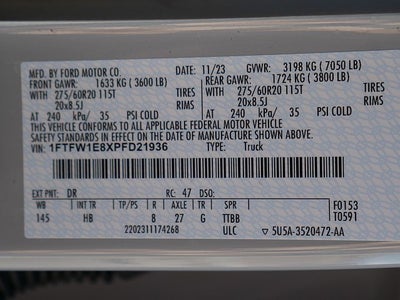 MFD. BY FORD MOTOR CO. 11/23 GVWR: 3198 KG ( 7050 LB)
FRONT GAWR: 1633 KG ( 3600 LB) REAR GAWR: 1724 KG ( 3800 LB)
WITH 275/60R20 115T TIRES WITH 275/60R20 115T TIRES
20x8.5J RIMS 20x8.5J RIMS
AT 240 kPa/ 35 PSI COLD AT 240 kPa/ 35 PSI COLD
THIS VEHICLE CONFORMS TO ALL APPLICABLE FEDERAL MOTOR VEHICLE
SAFETY STANDARDS IN EFFECT ON THE DATE OF MANUFACTURE SHOWN ABOVE.
VIN: 1FTFW1E8XPFD21936 TYPE: Truck
EXT PNT: DR RC: 47 DSO: F0153
WB INT TR TP/PS R AXLE TR SPR T0591
145 HB 8 27 G TTBB
2202311174268 ULC ▽ 5U5A-3520472-AA